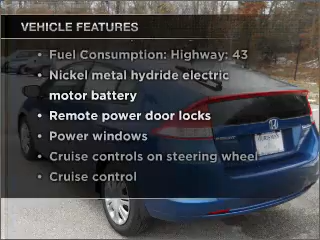 VEHICLE FEATURES
• Fuel Consumption: Highway: 43
• Nickel metal hydride electric
motor battery
• Remote power door locks
• Power windows
• Cruise controls on steering wheel
• Cruise control